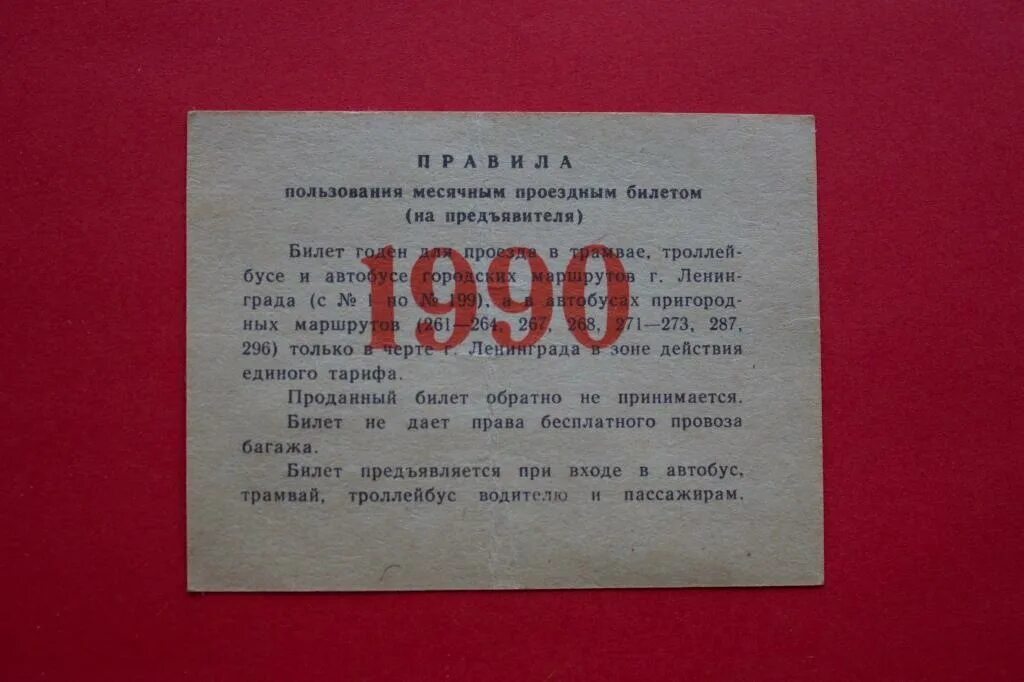 ПРАВИЛА
пользования месячным проездным билетом
(на предъявителя)
Билет годен для проезда в трамвае, троллей-
бусе и автобусе городских маршрутов г. Ленин-
града (с № 1 по № 199), а в автобусах пригород-
ных маршрутов (261—264, 267, 268, 271—273, 287,
296) только в черте г. Ленинграда в зоне действия
единого тарифа.
Проданный билет обратно не принимается.
Билет не дает права бесплатного провоза
багажа.
Билет предъявляется при входе в автобус,
трамвай, троллейбус водителю и пассажирам.
1990